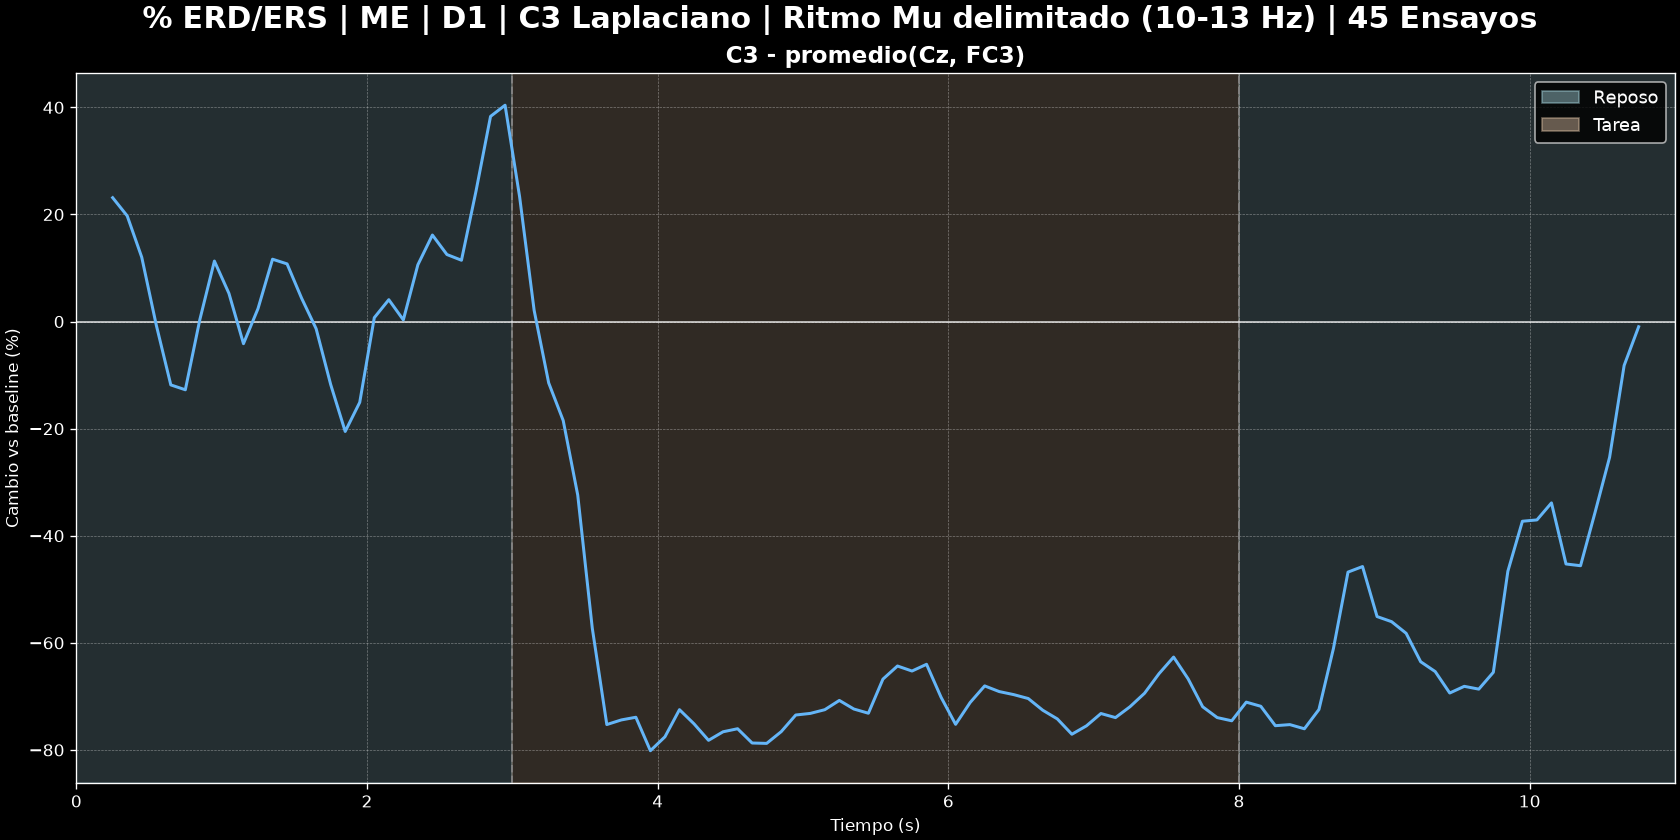 % ERD/ERS | ME | D1 | C3 Laplaciano | Ritmo Mu delimitado (10-13 Hz) | 45 Ensayos
C3 - promedio(Cz, FC3)
Reposo
Tarea
Cambio vs baseline (%)
40
20
0
−20
−40
−60
−80
0
2
4
6
8
10
Tiempo (s)